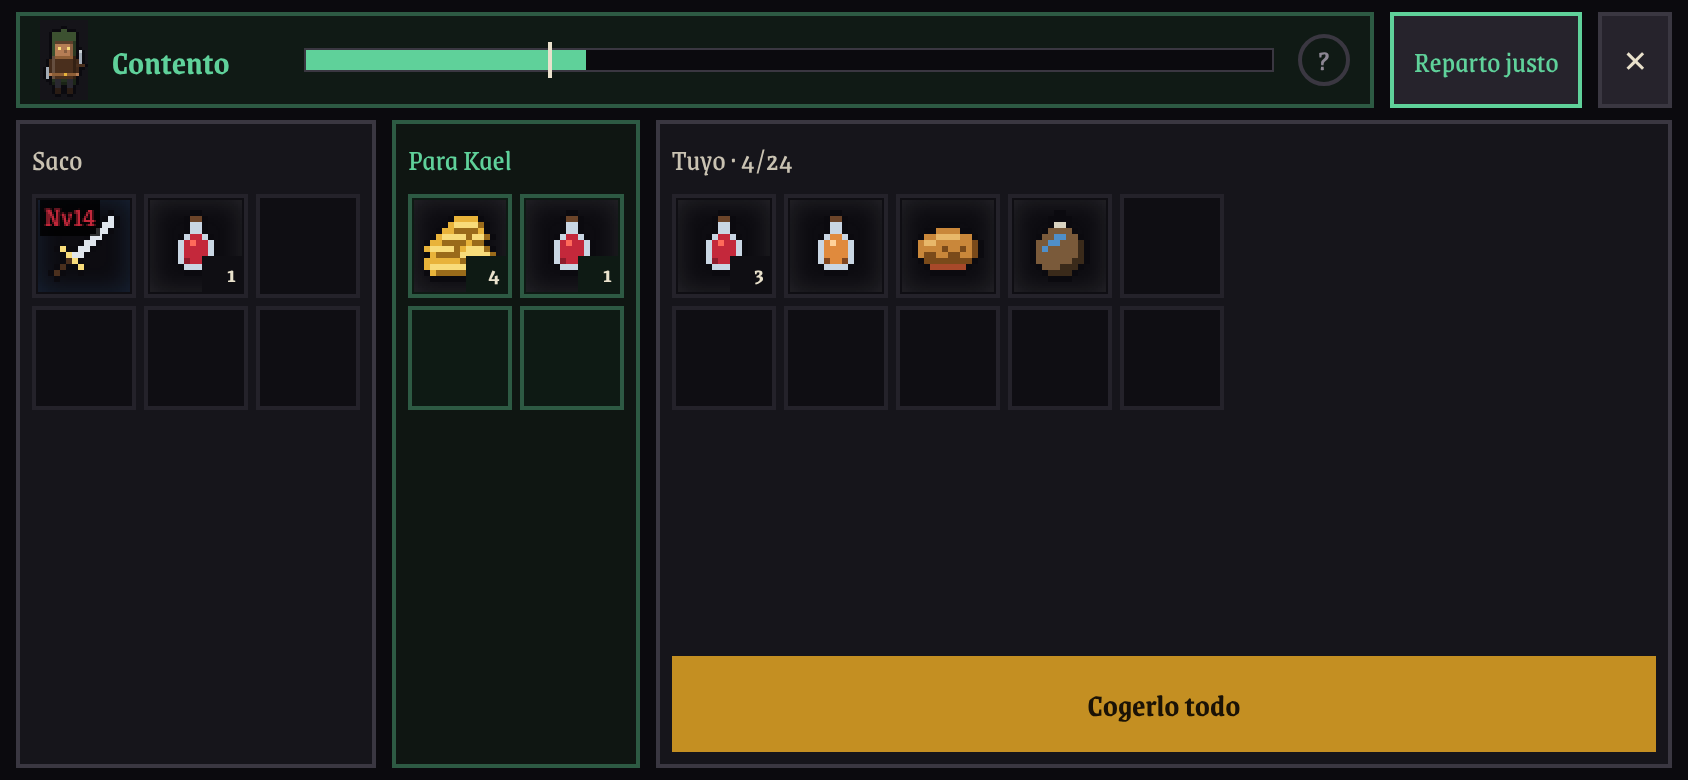 Contento
?
Reparto justo
×
Saco
Nv14
1
Para Kael
4
1
Tuyo · 4/24
3
Cogerlo todo